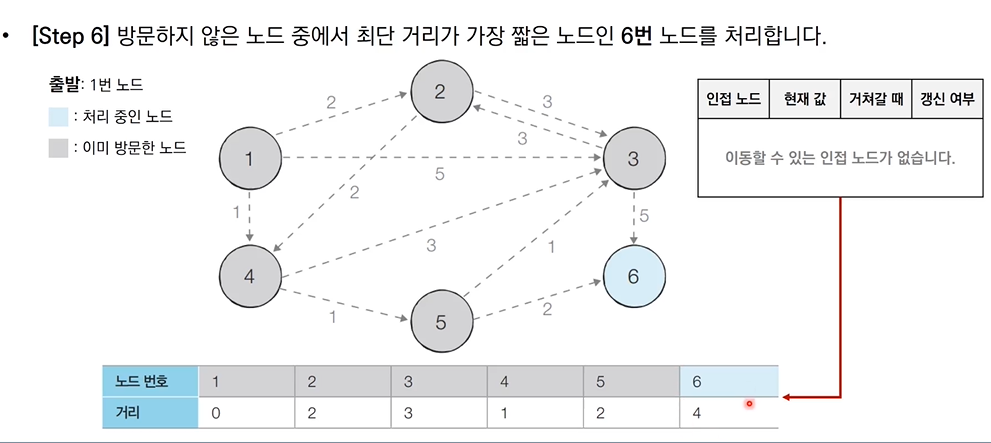 • [Step 6] 방문하지 않은 노드 중에서 최단 거리가 가장 짧은 노드인 6번 노드를 처리합니다.
출발: 1번 노드
: 처리 중인 노드
: 이미 방문한 노드
인접 노드 현재 값 거쳐갈 때 갱신 여부
이동할 수 있는 인접 노드가 없습니다.
2
2
3
3
1
3
5
1
2
5
4
3
1
6
1
5
2
노드 번호 1 2 3 4 5 6
거리 0 2 3 1 2 4